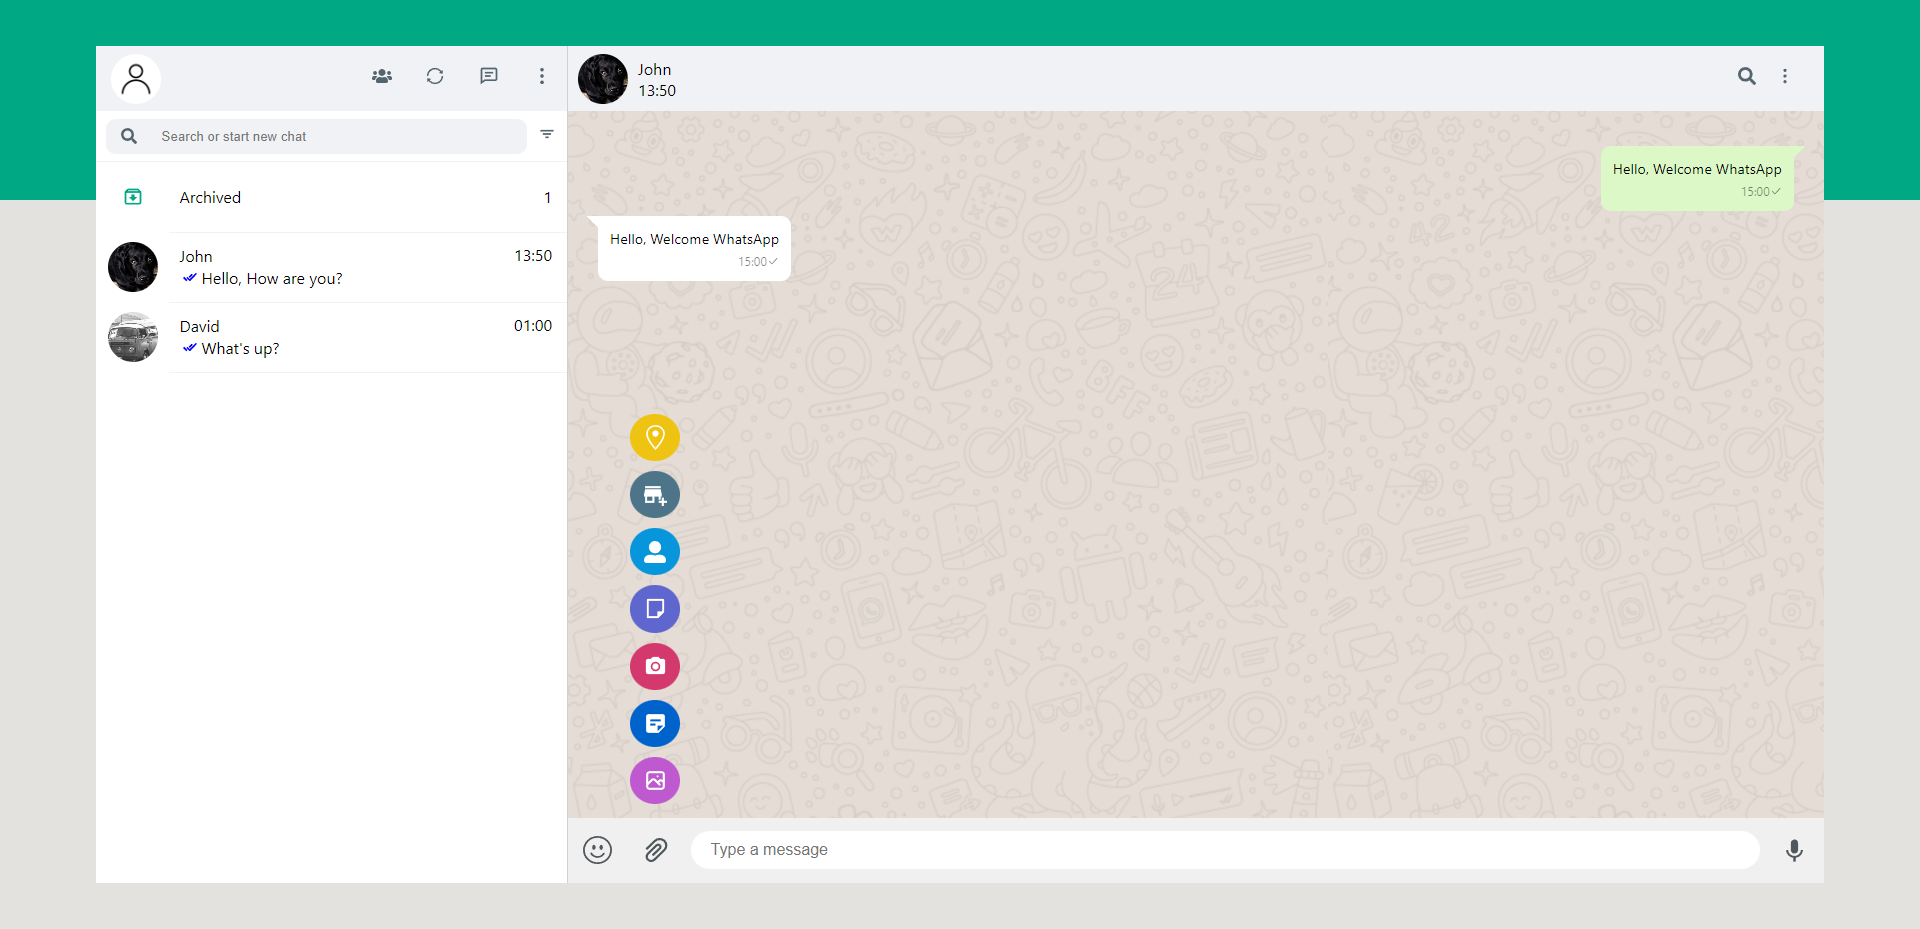 Search or start new chat
Archived 1
John 13:50
Hello, How are you?
David 01:00
What's up?
John
13:50
Hello, Welcome WhatsApp
15:00
Hello, Welcome WhatsApp
15:00
24
Type a message